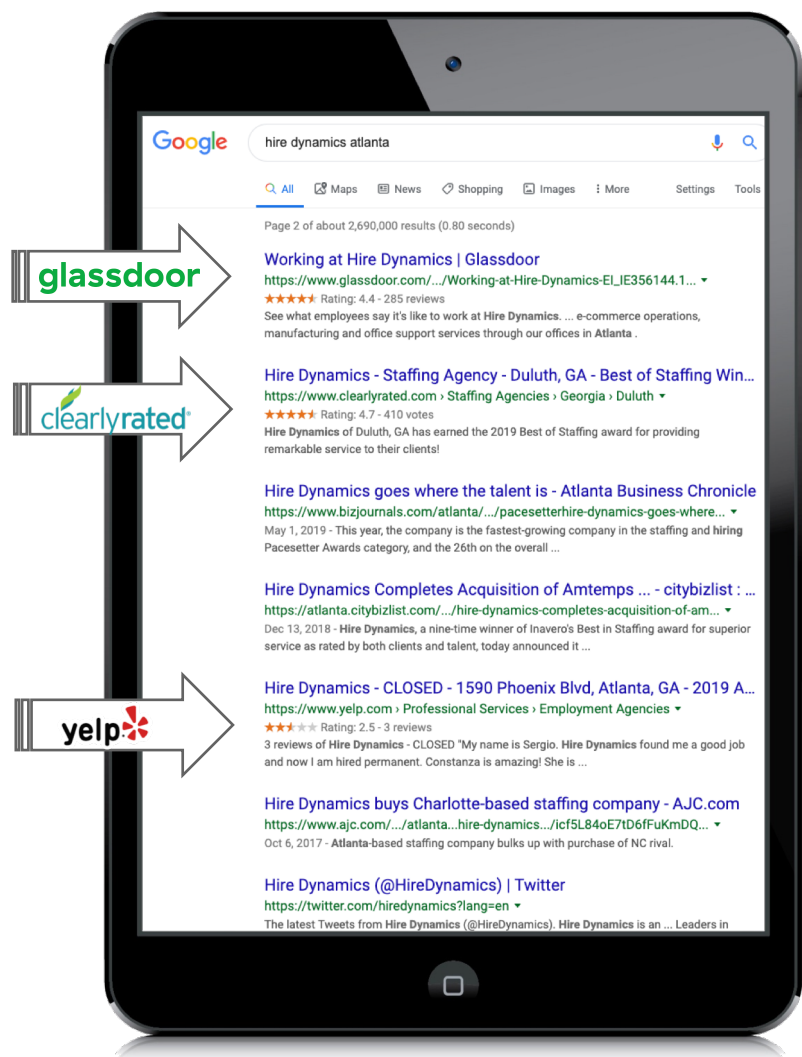 Google
hire dynamics atlanta
All Maps News Shopping Images More Settings Tools
Page 2 of about 2,690,000 results (0.80 seconds)
glassdoor
Working at Hire Dynamics | Glassdoor
https://www.glassdoor.com/.../Working-at-Hire-Dynamics-EI_IE356144.1...
Rating: 4.4 - 285 reviews
See what employees say it's like to work at Hire Dynamics. ... e-commerce operations,
manufacturing and office support services through our offices in Atlanta .
clearlyrated
Hire Dynamics - Staffing Agency - Duluth, GA - Best of Staffing Win...
https://www.clearlyrated.com › Staffing Agencies › Georgia › Duluth
Rating: 4.7 - 410 votes
Hire Dynamics of Duluth, GA has earned the 2019 Best of Staffing award for providing
remarkable service to their clients!
Hire Dynamics goes where the talent is - Atlanta Business Chronicle
https://www.bizjournals.com/atlanta/.../pacesetterhire-dynamics-goes-where...
May 1, 2019 - This year, the company is the fastest-growing company in the staffing and hiring
Pacesetter Awards category, and the 26th on the overall ...
Hire Dynamics Completes Acquisition of Amtemps ... - citybizlist : ...
https://atlanta.citybizlist.com/.../hire-dynamics-completes-acquisition-of-am...
Dec 13, 2018 - Hire Dynamics, a nine-time winner of Inavero's Best in Staffing award for superior
service as rated by both clients and talent, today announced it ...
yelp
Hire Dynamics - CLOSED - 1590 Phoenix Blvd, Atlanta, GA - 2019 A...
https://www.yelp.com › Professional Services › Employment Agencies
Rating: 2.5 - 3 reviews
3 reviews of Hire Dynamics - CLOSED "My name is Sergio. Hire Dynamics found me a good job
and now I am hired permanent. Constanza is amazing! She is ...
Hire Dynamics buys Charlotte-based staffing company - AJC.com
https://www.ajc.com/.../atlanta...hire-dynamics.../icf5L84oE7tD6fFuKmDQ...
Oct 6, 2017 - Atlanta-based staffing company bulks up with purchase of NC rival.
Hire Dynamics (@HireDynamics) | Twitter
https://twitter.com/hiredynamics?lang=en
The latest Tweets from Hire Dynamics (@HireDynamics). Hire Dynamics is an ... Leaders in